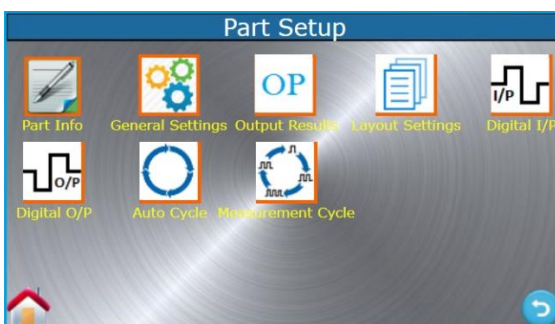 Part Setup
OP
I/P
Part Info
General Settings
Output Results
Layout Settings
Digital I/P
O/P
Digital O/P
Auto Cycle
Measurement Cycle